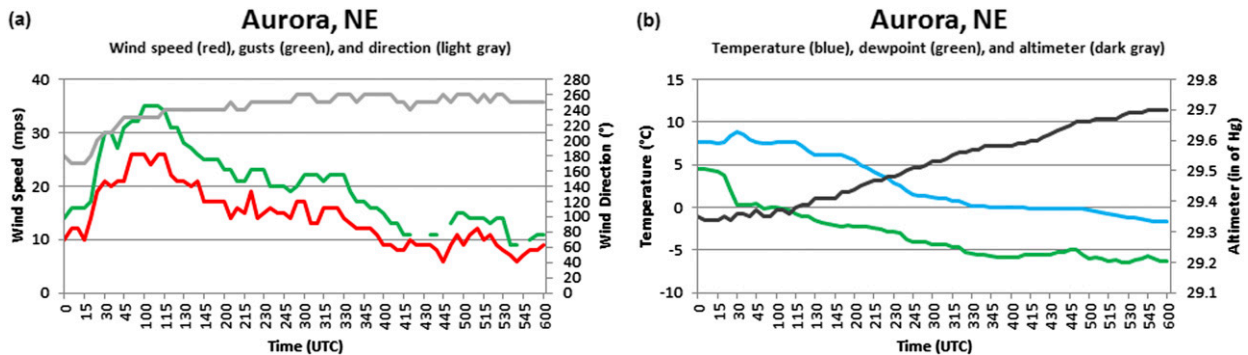 (a)
Aurora, NE
Wind speed (red), gusts (green), and direction (light gray)
Wind Speed (mps)
40
30
20
10
0
280
260
240
220
200
180
160
140
120
100
80
60
40
20
0
Wind Direction (°)
0 15 30 45 100 115 130 145 200 215 230 245 300 315 330 345 400 415 430 445 500 515 530 545 600
Time (UTC)
(b)
Aurora, NE
Temperature (blue), dewpoint (green), and altimeter (dark gray)
Temperature (°C)
15
10
5
0
-5
-10
29.8
29.7
29.6
29.5
29.4
29.3
29.2
29.1
Altimeter (in of Hg)
0 15 30 45 100 115 130 145 200 215 230 245 300 315 330 345 400 415 430 445 500 515 530 545 600
Time (UTC)